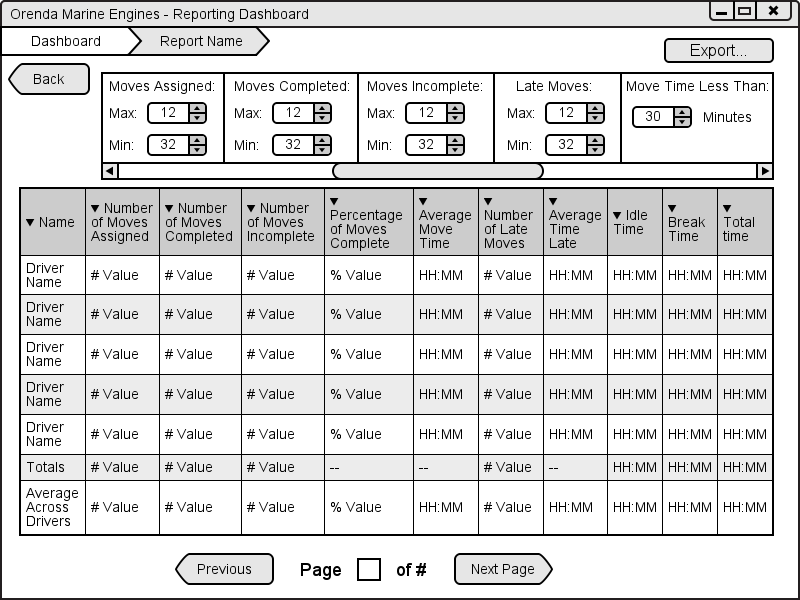 Orenda Marine Engines - Reporting Dashboard
Dashboard Report Name
Export...
Back
Moves Assigned: Moves Completed: Moves Incomplete: Late Moves: Move Time Less Than:
Max: 12 Max: 12 Max: 12 Max: 12 30 Minutes
Min: 32 Min: 32 Min: 32 Min: 32
▼ Name ▼ Number of Moves Assigned ▼ Number of Moves Completed ▼ Number of Moves Incomplete ▼ Percentage of Moves Complete ▼ Average Move Time ▼ Number of Late Moves ▼ Average Time Late ▼ Idle Time ▼ Break Time ▼ Total time
Driver Name # Value # Value # Value % Value HH:MM # Value HH:MM HH:MM HH:MM HH:MM
Driver Name # Value # Value # Value % Value HH:MM # Value HH:MM HH:MM HH:MM HH:MM
Driver Name # Value # Value # Value % Value HH:MM # Value HH:MM HH:MM HH:MM HH:MM
Driver Name # Value # Value # Value % Value HH:MM # Value HH:MM HH:MM HH:MM HH:MM
Driver Name # Value # Value # Value % Value HH:MM # Value HH:MM HH:MM HH:MM HH:MM
Totals # Value # Value # Value -- -- # Value -- HH:MM HH:MM HH:MM
Average Across Drivers # Value # Value # Value % Value HH:MM # Value HH:MM HH:MM HH:MM HH:MM
Previous Page of # Next Page